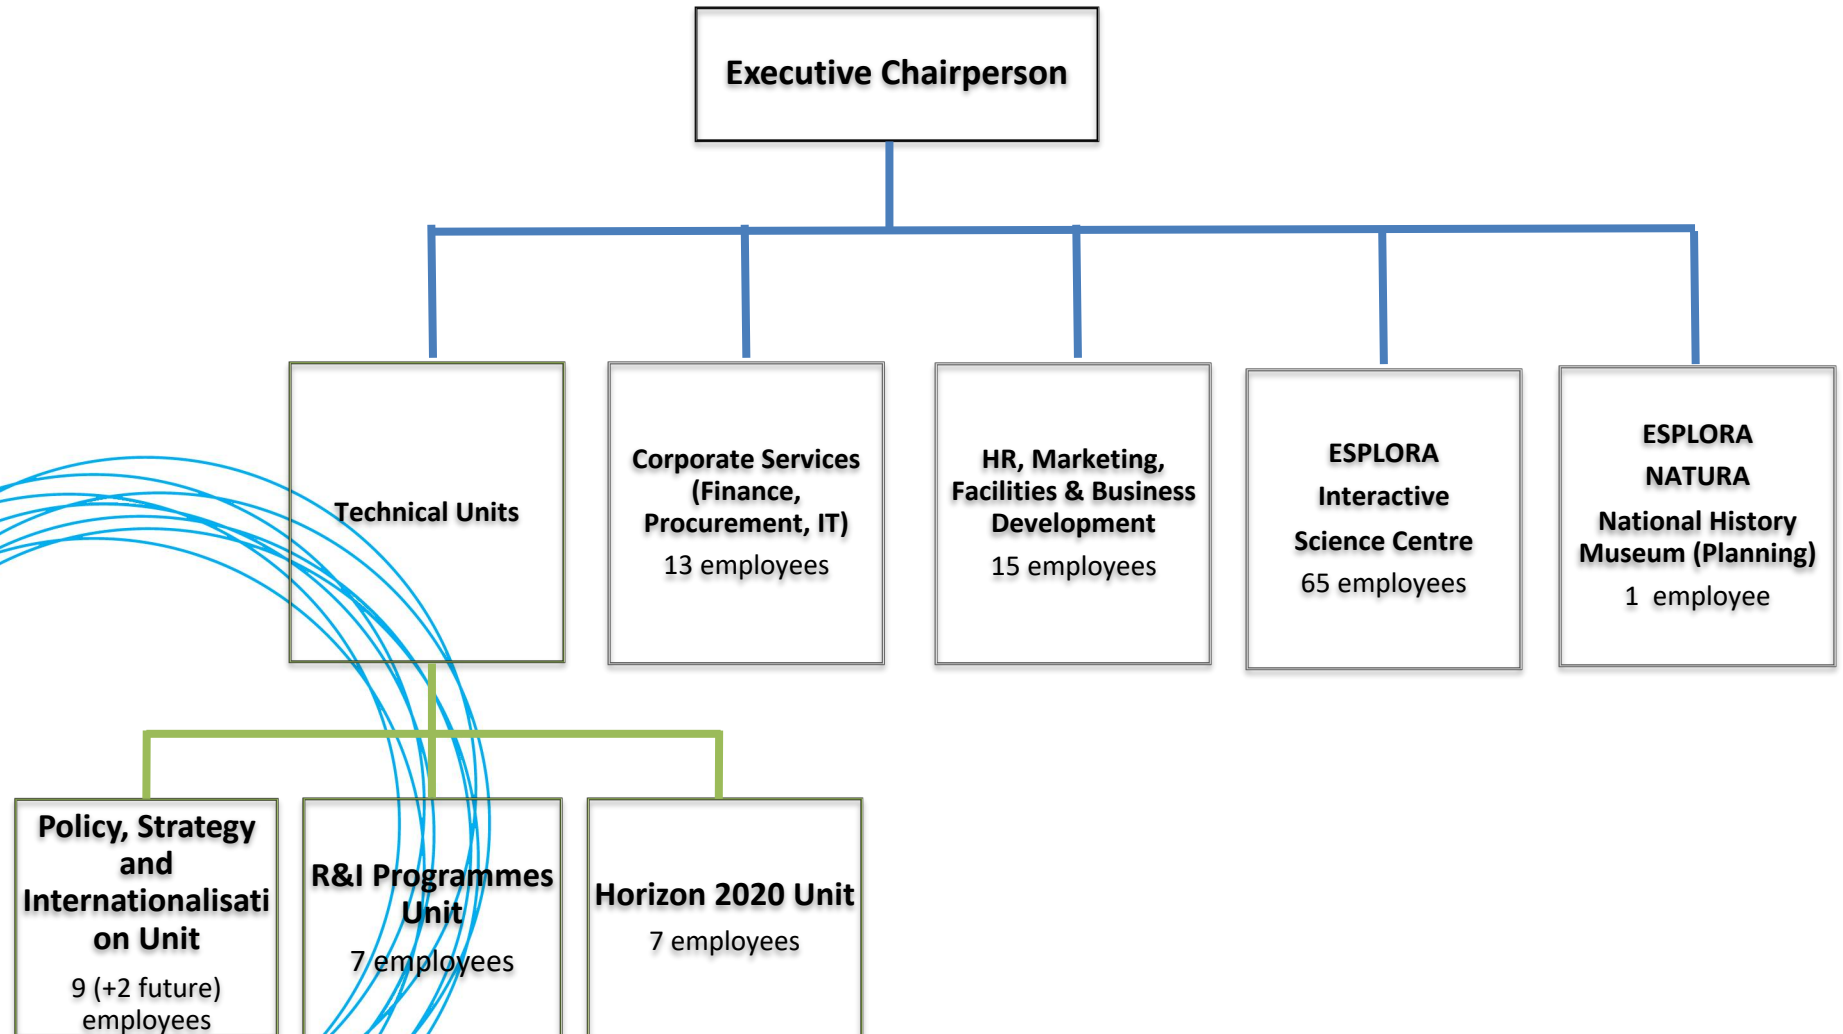 Executive Chairperson
Technical Units
Corporate Services
(Finance,
Procurement, IT)
13 employees
HR, Marketing,
Facilities & Business
Development
15 employees
ESPLORA
Interactive
Science Centre
65 employees
ESPLORA
NATURA
National History
Museum (Planning)
1 employee
Policy, Strategy
and
Internationalisati
on Unit
9 (+2 future)
employees
R&I Programmes
Unit
7 employees
Horizon 2020 Unit
7 employees